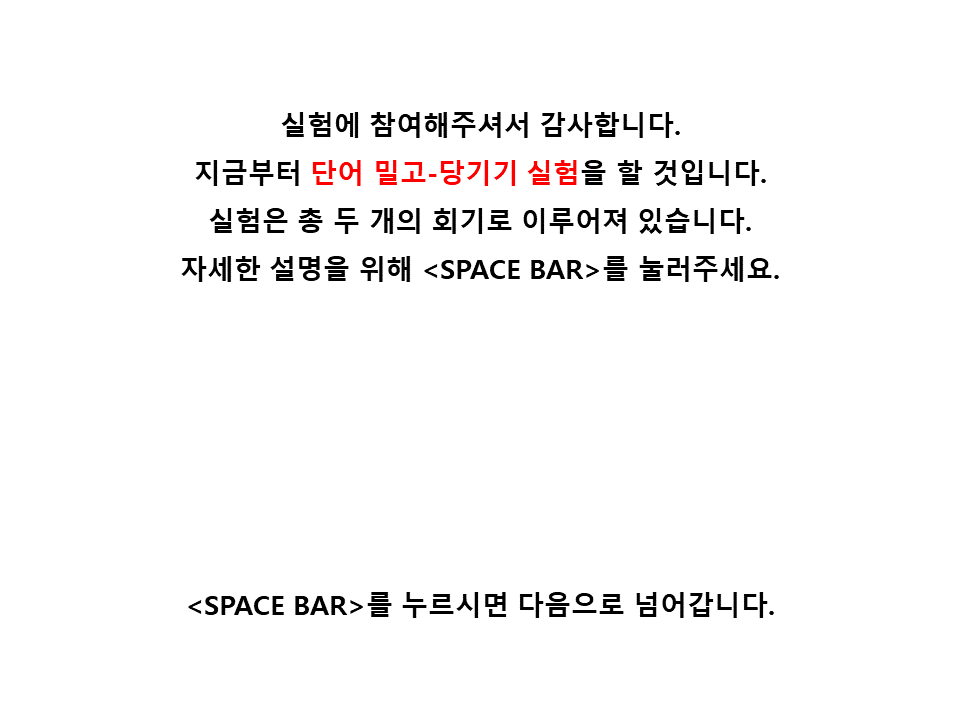 실험에 참여해주셔서 감사합니다.
지금부터 단어 밀고-당기기 실험을 할 것입니다.
실험은 총 두 개의 회기로 이루어져 있습니다.
자세한 설명을 위해 <SPACE BAR>를 눌러주세요.
<SPACE BAR>를 누르시면 다음으로 넘어갑니다.